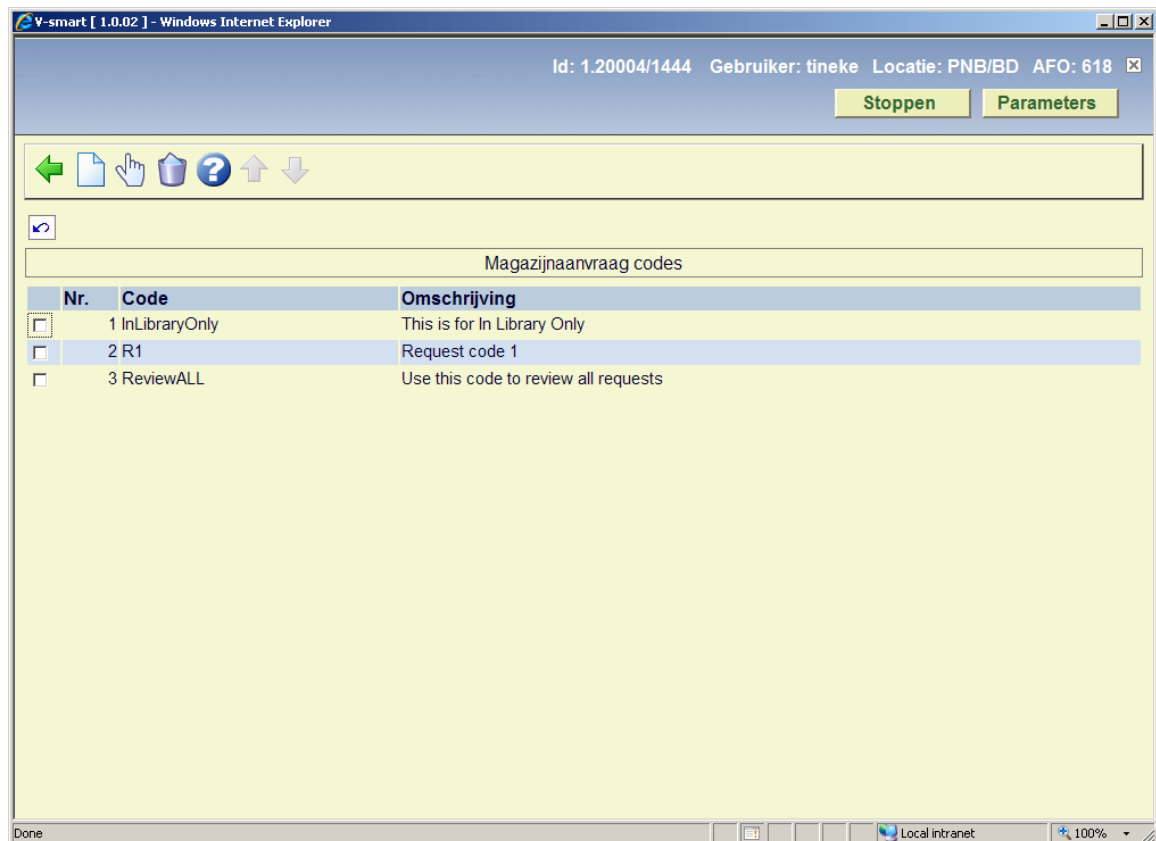 V-smart [ 1.0.02 ] - Windows Internet Explorer
Id: 1.20004/1444 Gebruiker: tineke Locatie: PNB/BD AFO: 618
Stoppen Parameters
Magazijnaanvraag codes
Nr. Code Omschrijving
1 InLibraryOnly This is for In Library Only
2 R1 Request code 1
3 ReviewALL Use this code to review all requests
Done Local intranet 100%